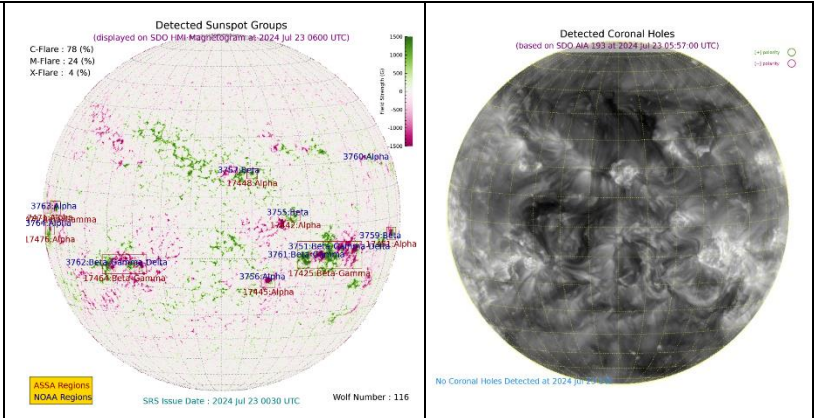 Detected Sunspot Groups
(displayed on SDO HMI Magnetogram at 2024 Jul 23 0600 UTC)
C-Flare : 78 (%)
M-Flare : 24 (%)
X-Flare : 4 (%)
1500
1000
500
0
-500
-1000
-1500
Field Strength (G)
3760:Alpha
3757:Beta
17448:Alpha
3763:Alpha
3764:Alpha
17476:Alpha
3755:Beta
17442:Alpha
3759:Beta
17451:Alpha
3751:Beta-Gamma-Delta
3761:Beta-Gamma
3762:Beta-Gamma-Delta
17464:Beta-Gamma
3756:Alpha
17425:Beta-Gamma
17445:Alpha
ASSA Regions
NOAA Regions
SRS Issue Date : 2024 Jul 23 0030 UTC
Wolf Number : 116
Detected Coronal Holes
(based on SDO AIA 193 at 2024 Jul 23 05:57:00 UTC)
[+] polarity
[-] polarity
No Coronal Holes Detected at 2024 Jul